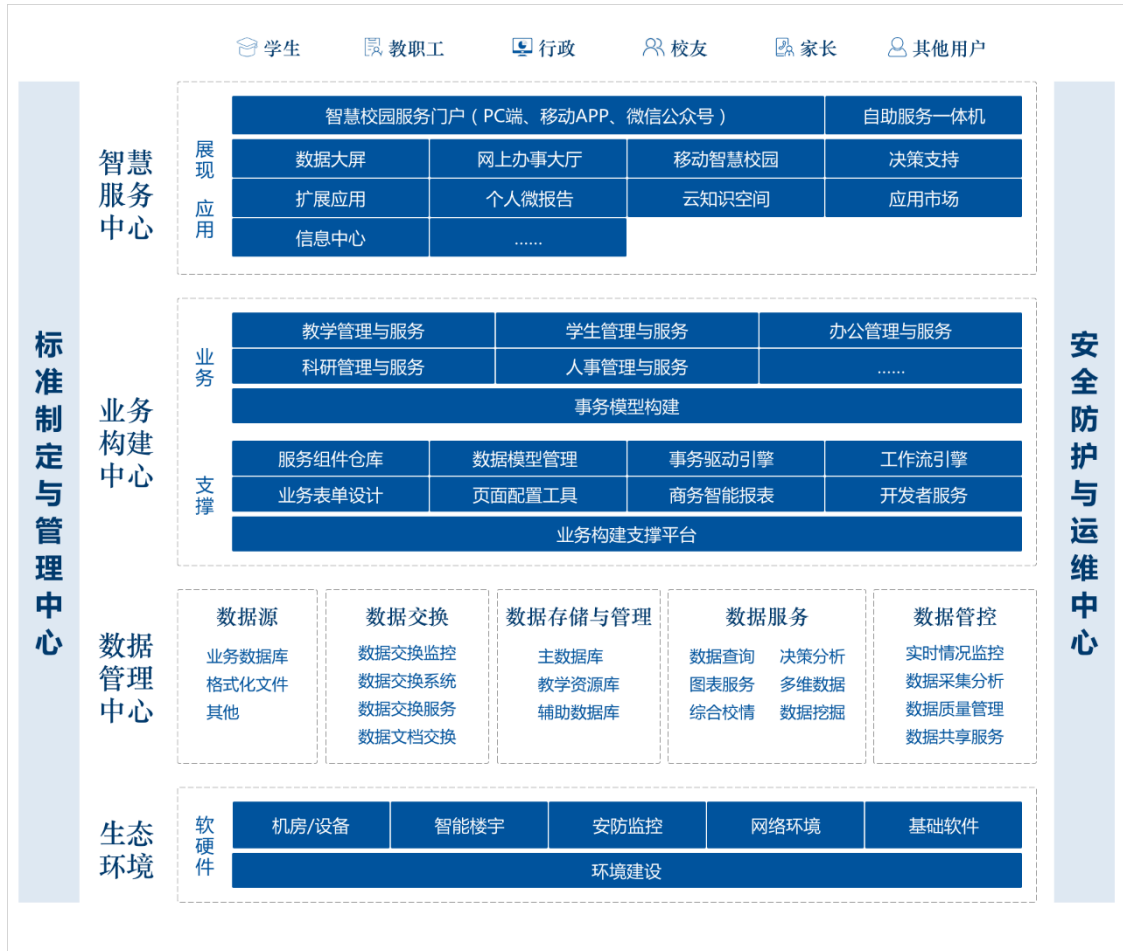 学生 教职工 行政 校友 家长 其他用户
标准制定与管理中心
安全防护与运维中心
智慧服务中心
展现 应用
智慧校园服务门户（PC端、移动APP、微信公众号） 自助服务一体机
数据大屏 网上办事大厅 移动智慧校园 决策支持
扩展应用 个人微报告 云知识空间 应用市场
信息中心 ......
业务构建中心
业务
教学管理与服务 学生管理与服务 办公管理与服务
科研管理与服务 人事管理与服务 ......
事务模型构建
支撑
服务组件仓库 数据模型管理 事务驱动引擎 工作流引擎
业务表单设计 页面配置工具 商务智能报表 开发者服务
业务构建支撑平台
数据管理中心
数据源
业务数据库
格式化文件
其他
数据交换
数据交换监控
数据交换系统
数据交换服务
数据文档交换
数据存储与管理
主数据库
教学资源库
辅助数据库
数据服务
数据查询 决策分析
图表服务 多维数据
综合校情 数据挖掘
数据管控
实时情况监控
数据采集分析
数据质量管理
数据共享服务
生态环境
软硬件
机房/设备 智能楼宇 安防监控 网络环境 基础软件
环境建设